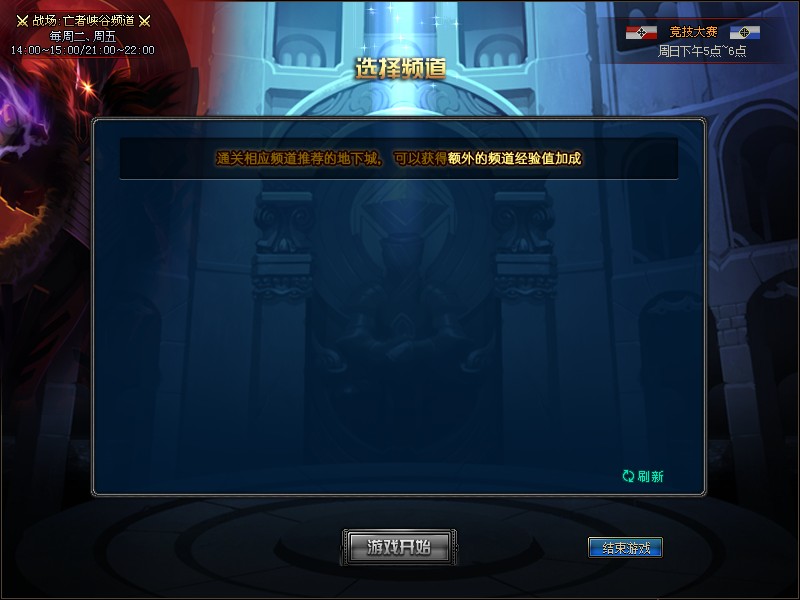 战场:亡者峡谷频道
每周二、周五
14:00~15:00/21:00~22:00
竞技大赛
周日下午5点~6点
选择频道
通关相应频道推荐的地下城, 可以获得额外的频道经验值加成
刷新
游戏开始
结束游戏